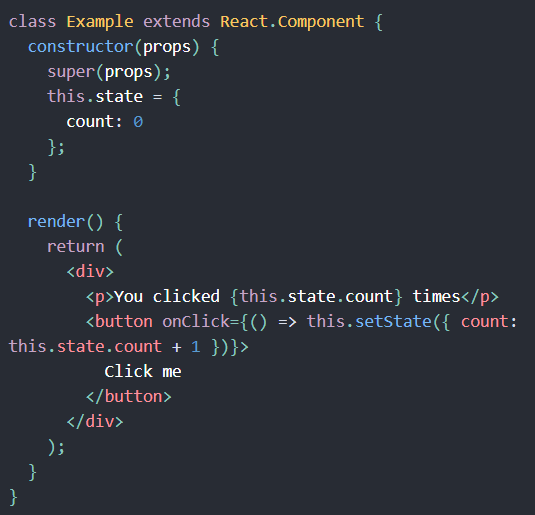 class Example extends React.Component {
  constructor(props) {
    super(props);
    this.state = {
      count: 0
    };
  }

  render() {
    return (
      <div>
        <p>You clicked {this.state.count} times</p>
        <button onClick={() => this.setState({ count:
this.state.count + 1 })}>
          Click me
        </button>
      </div>
    );
  }
}